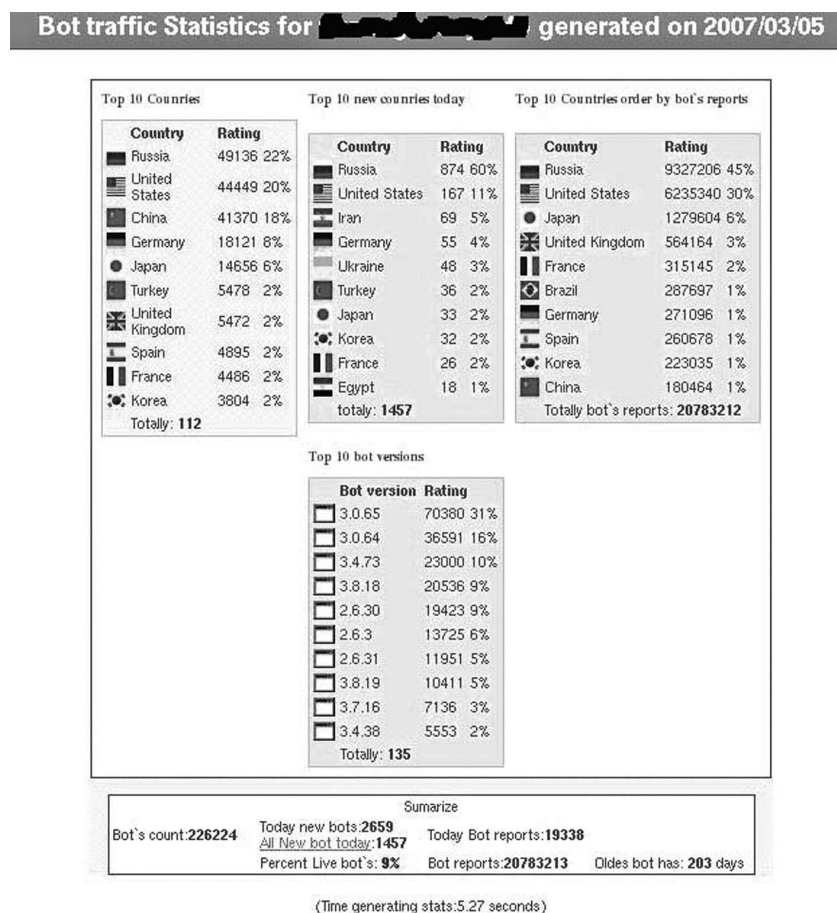 Bot traffic Statistics for generated on 2007/03/05
Top 10 Counries
Country Rating
Russia 49136 22%
United States 44449 20%
China 41370 18%
Germany 18121 8%
Japan 14656 6%
Turkey 5478 2%
United Kingdom 5472 2%
Spain 4895 2%
France 4486 2%
Korea 3804 2%
Totally: 112
Top 10 new counries today
Country Rating
Russia 874 60%
United States 167 11%
Iran 69 5%
Germany 55 4%
Ukraine 48 3%
Turkey 36 2%
Japan 33 2%
Korea 32 2%
France 26 2%
Egypt 18 1%
totaly: 1457
Top 10 Countries order by bot`s reports
Country Rating
Russia 9327206 45%
United States 6235340 30%
Japan 1279604 6%
United Kingdom 564164 3%
France 315145 2%
Brazil 287697 1%
Germany 271096 1%
Spain 260678 1%
Korea 223035 1%
China 180464 1%
Totally bot`s reports: 20783212
Top 10 bot versions
Bot version Rating
3.0.65 70380 31%
3.0.64 36591 16%
3.4.73 23000 10%
3.8.18 20536 9%
2.6.30 19423 9%
2.6.3 13725 6%
2.6.31 11951 5%
3.8.19 10411 5%
3.7.16 7136 3%
3.4.38 5553 2%
Totally: 135
Sumarize
Bot`s count:226224
Today new bots:2659
All New bot today:1457
Percent Live bot`s: 9%
Today Bot reports:19338
Bot reports:20783213
Oldes bot has: 203 days
(Time generating stats:5.27 seconds)